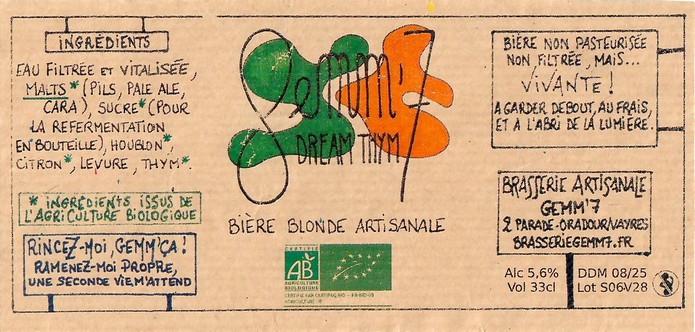 INGRÉDIENTS
EAU FILTRÉE ET VITALISÉE,
MALTS* (PILS, PALE ALE,
CARA), SUCRE* (POUR
LA REFERMENTATION
EN BOUTEILLE), HOUBLON*,
CITRON*, LEVURE, THYM*.
* INGRÉDIENTS ISSUS DE
L'AGRICULTURE BIOLOGIQUE
RINCEZ-MOI, GEMM'ÇA!
RAMENEZ-MOI PROPRE,
UNE SECONDE VIE M'ATTEND
Gemm'7
DREAM THYM
BIÈRE BLONDE ARTISANALE
CERTIFIÉ
AB
AGRICULTURE
BIOLOGIQUE
BIÈRE NON PASTEURISÉE
NON FILTRÉE, MAIS...
VIVANTE!
A GARDER DEBOUT, AU FRAIS,
ET À L'ABRI DE LA LUMIÈRE.
BRASSERIE ARTISANALE
GEMM'7
2 PARADE-ORADOUR/VAYRES
BRASSERIEGEMM7.FR
Alc 5,6% DDM 08/25
Vol 33cl Lot S06V28